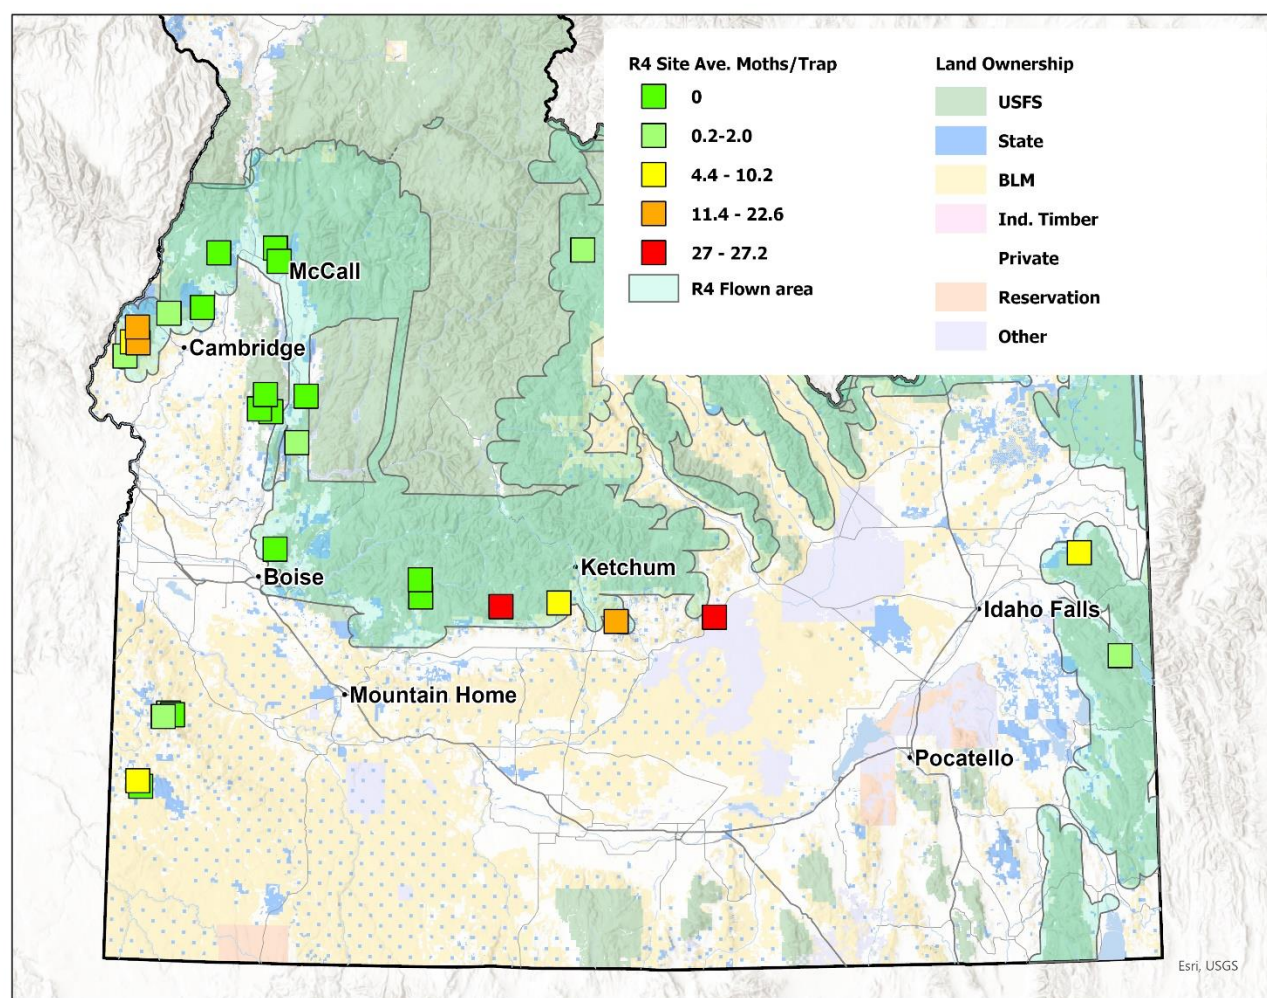 R4 Site Ave. Moths/Trap
0
0.2-2.0
4.4 - 10.2
11.4 - 22.6
27 - 27.2
R4 Flown area
Land Ownership
USFS
State
BLM
Ind. Timber
Private
Reservation
Other
McCall
Cambridge
Ketchum
Boise
Idaho Falls
Mountain Home
Pocatello
Esri, USGS